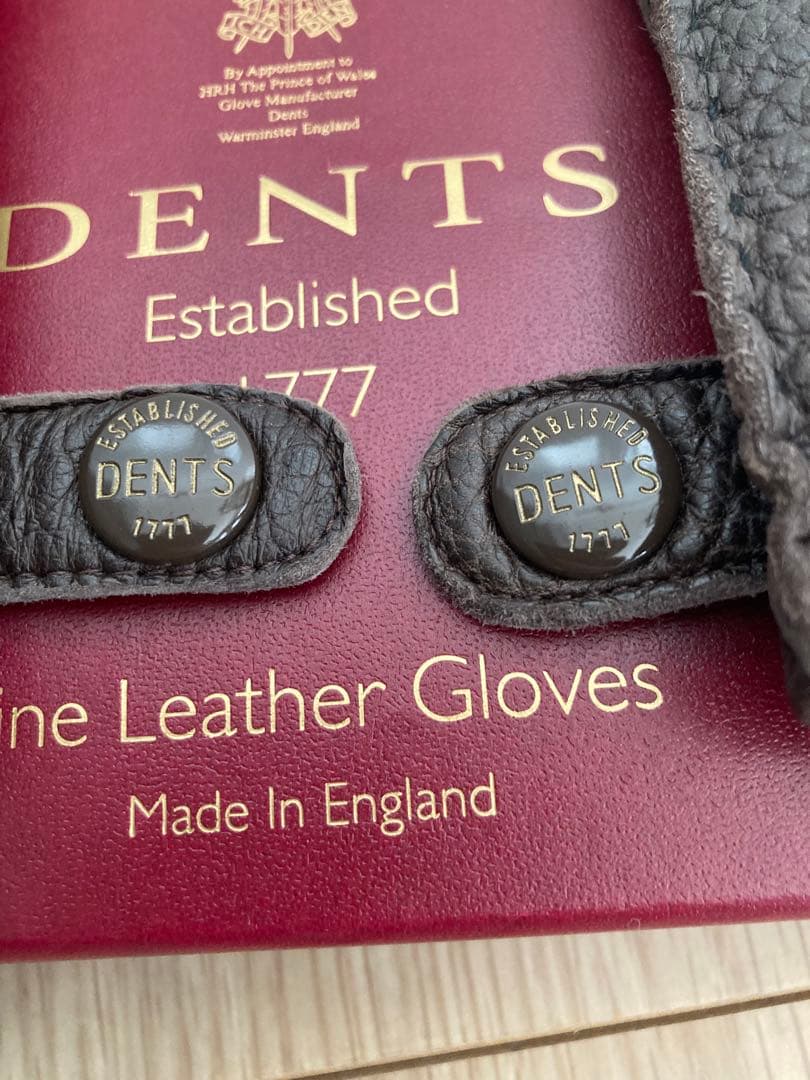 By Appointment to
HRH The Prince of Wales
Glove Manufacturer
Dents
Warminster England
DENTS
Established
1777
ESTABLISHED
DENTS
1777
ESTABLISHED
DENTS
1777
ine Leather Gloves
Made In England